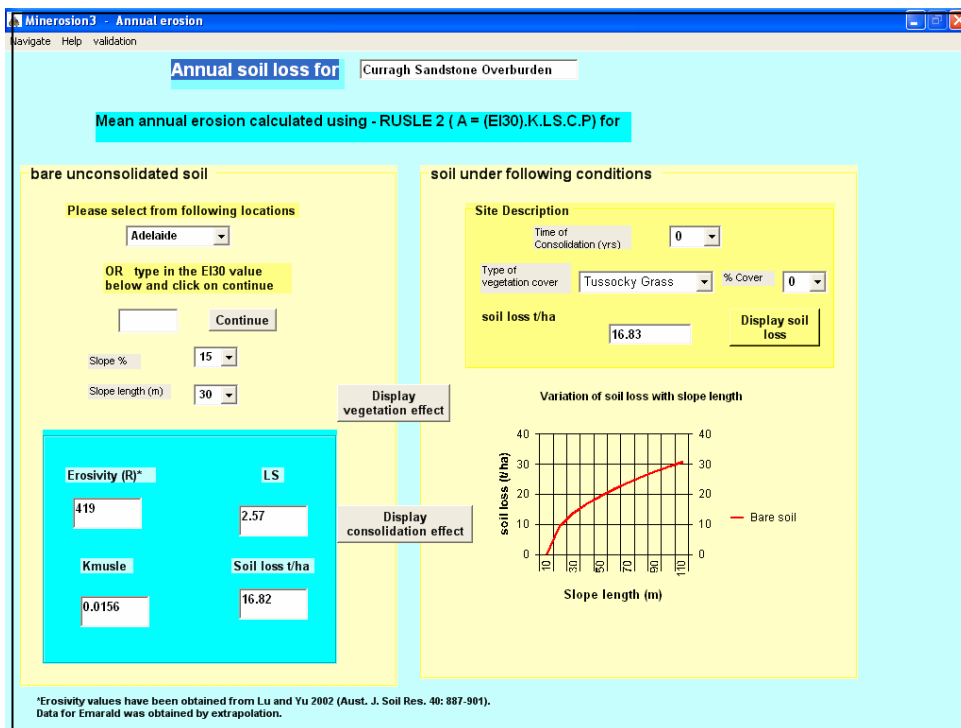 Minerosion3 - Annual erosion
Navigate Help validation
Annual soil loss for Curragh Sandstone Overburden
Mean annual erosion calculated using - RUSLE 2 ( A = (EI30).K.LS.C.P) for
bare unconsolidated soil
Please select from following locations
Adelaide
OR type in the EI30 value
below and click on continue
Continue
Slope % 15
Slope length (m) 30
Display
vegetation effect
Erosivity (R)* LS
419 2.57
Display
consolidation effect
Kmusle Soil loss t/ha
0.0156 16.82
soil under following conditions
Site Description
Time of
Consolidation (yrs) 0
Type of
vegetation cover Tussocky Grass % Cover 0
soil loss t/ha 16.83 Display soil
loss
Variation of soil loss with slope length
soil loss (t/ha)
40 40
30 30
20 20
10 10
0 0
10 30 50 70 90 110
Bare soil
Slope length (m)
*Erosivity values have been obtained from Lu and Yu 2002 (Aust. J. Soil Res. 40: 887-901).
Data for Emarald was obtained by extrapolation.